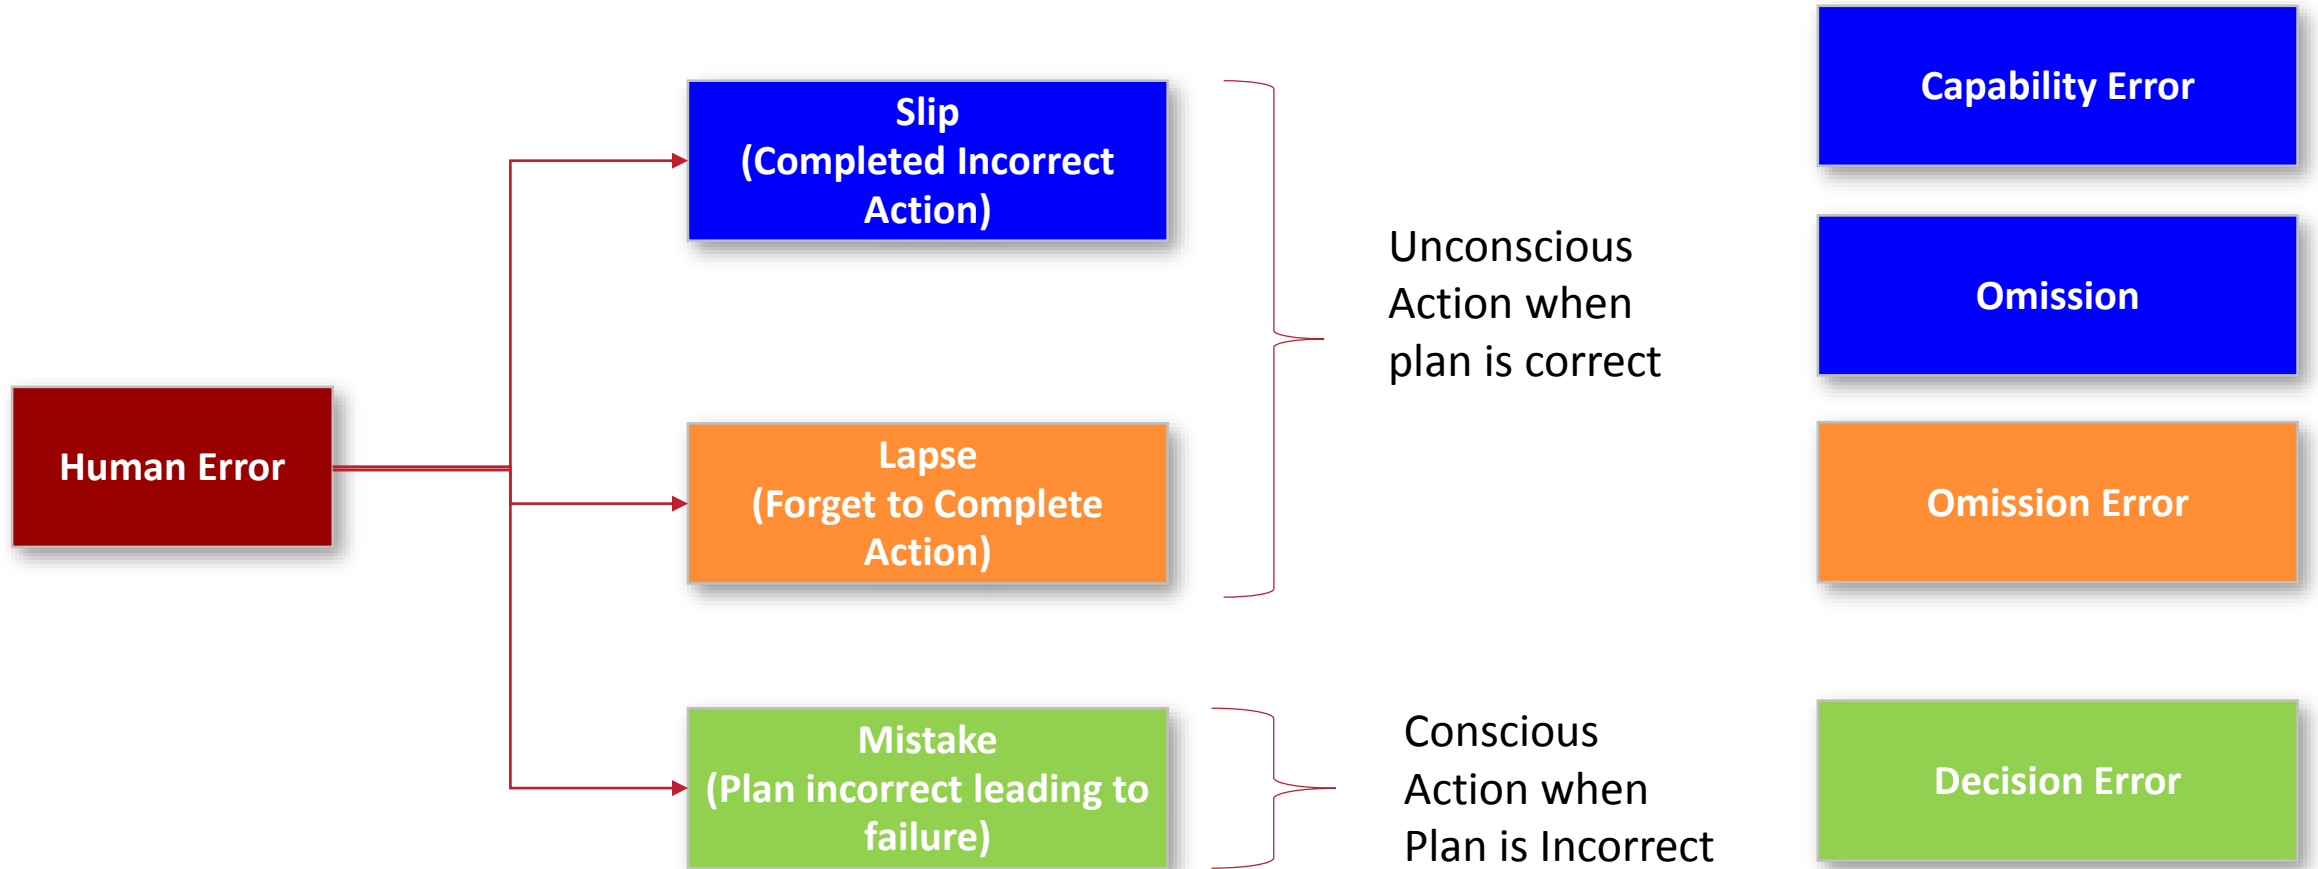 Human Error
Slip
(Completed Incorrect
Action)
Lapse
(Forget to Complete
Action)
Mistake
(Plan incorrect leading to
failure)
Unconscious
Action when
plan is correct
Conscious
Action when
Plan is Incorrect
Capability Error
Omission
Omission Error
Decision Error